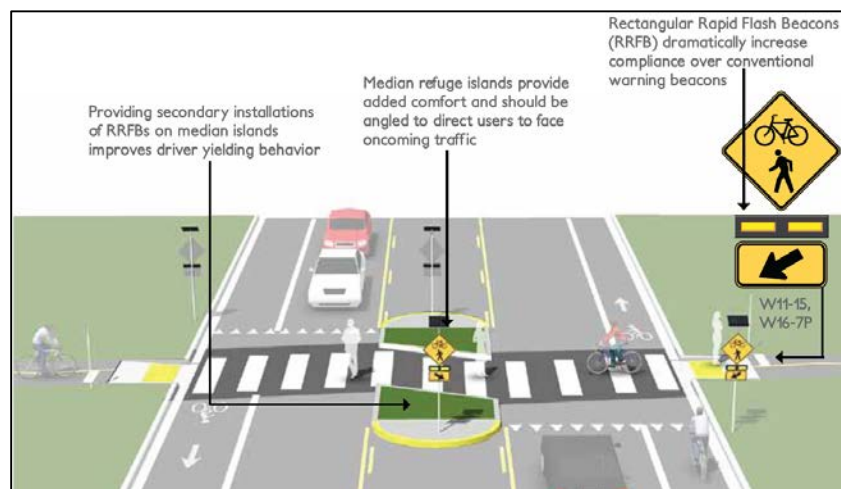 Rectangular Rapid Flash Beacons
(RRFB) dramatically increase
compliance over conventional
warning beacons
Median refuge islands provide
added comfort and should be
angled to direct users to face
oncoming traffic
Providing secondary installations
of RRFBs on median islands
improves driver yielding behavior
W11-15,
W16-7P